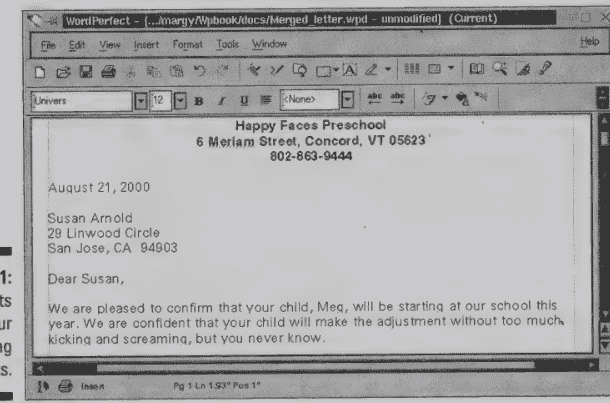 WordPerfect - [.../margy/Wpbook/docs/Merged_letter.wpd - unmodified] (Current)
File Edit View Insert Format Tools Window Help
Univers 12 B I U <None> abc abc
Happy Faces Preschool
6 Meriam Street, Concord, VT 05623
802-863-9444
August 21, 2000
Susan Arnold
29 Linwood Circle
San Jose, CA 94903
Dear Susan,
We are pleased to confirm that your child, Meg, will be starting at our school this
year. We are confident that your child will make the adjustment without too much
kicking and screaming, but you never know.
Insert Pg 1 Ln 1.93" Pos 1"
1:
ts
ur
ng
s.